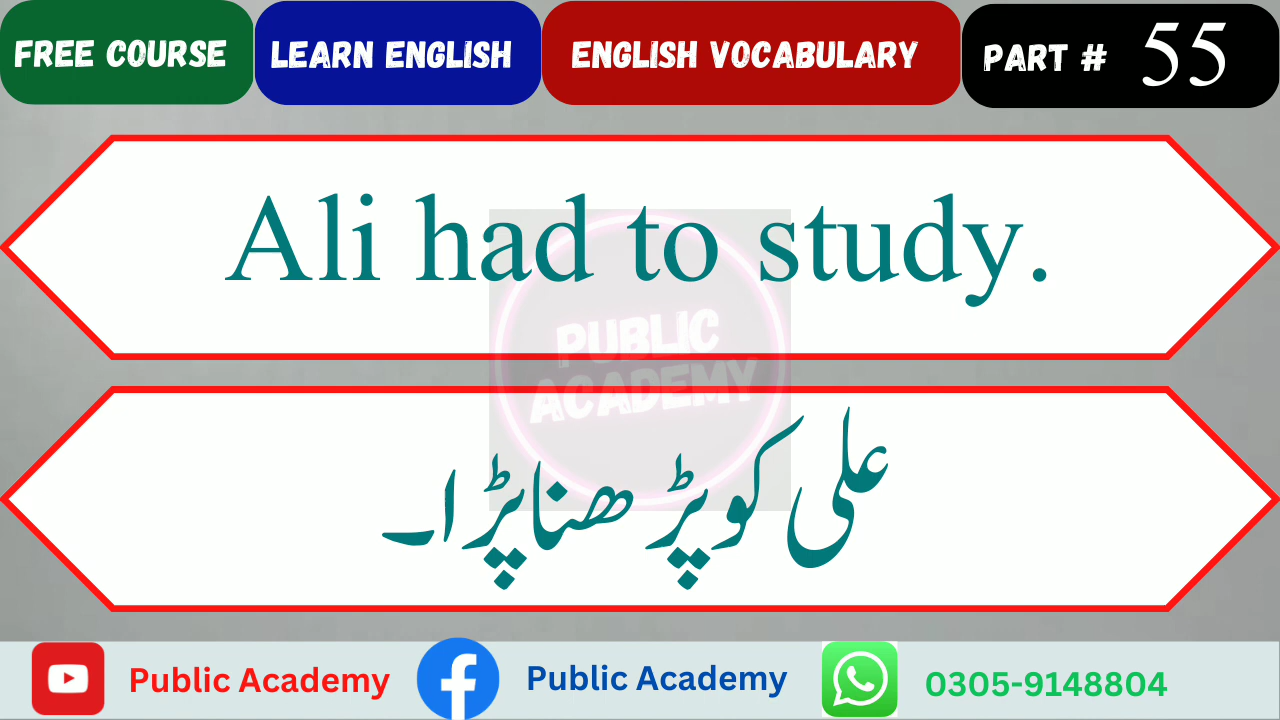 FREE COURSE
LEARN ENGLISH
ENGLISH VOCABULARY
PART # 55
Ali had to study.
PUBLIC
ACADEMY
علی کو پڑھنا پڑا۔
Public Academy
Public Academy
0305-9148804